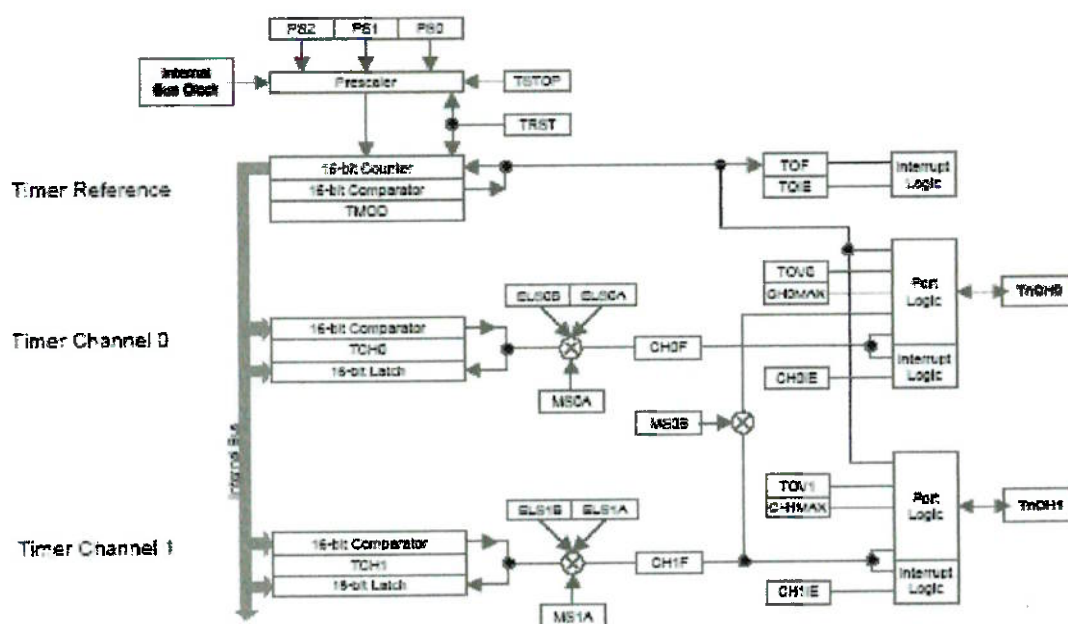 PS2 PS1 PS0
Internal
Bus Clock
Prescaler
TSTOP
TRST
Timer Reference
16-bit Counter
16-bit Comparator
TMOD
TOF
TOIE
Interrupt
Logic
TOV0
CH0MAX
Port
Logic
TnCH0
ELS0B ELS0A
Timer Channel 0
16-bit Comparator
TCH0
16-bit Latch
CH0F
MS0A
Interrupt
Logic
CH0IE
MS0B
Internal Bus
TOV1
CH1MAX
Port
Logic
TnCH1
ELS1B ELS1A
Timer Channel 1
16-bit Comparator
TCH1
16-bit Latch
CH1F
MS1A
Interrupt
Logic
CH1IE